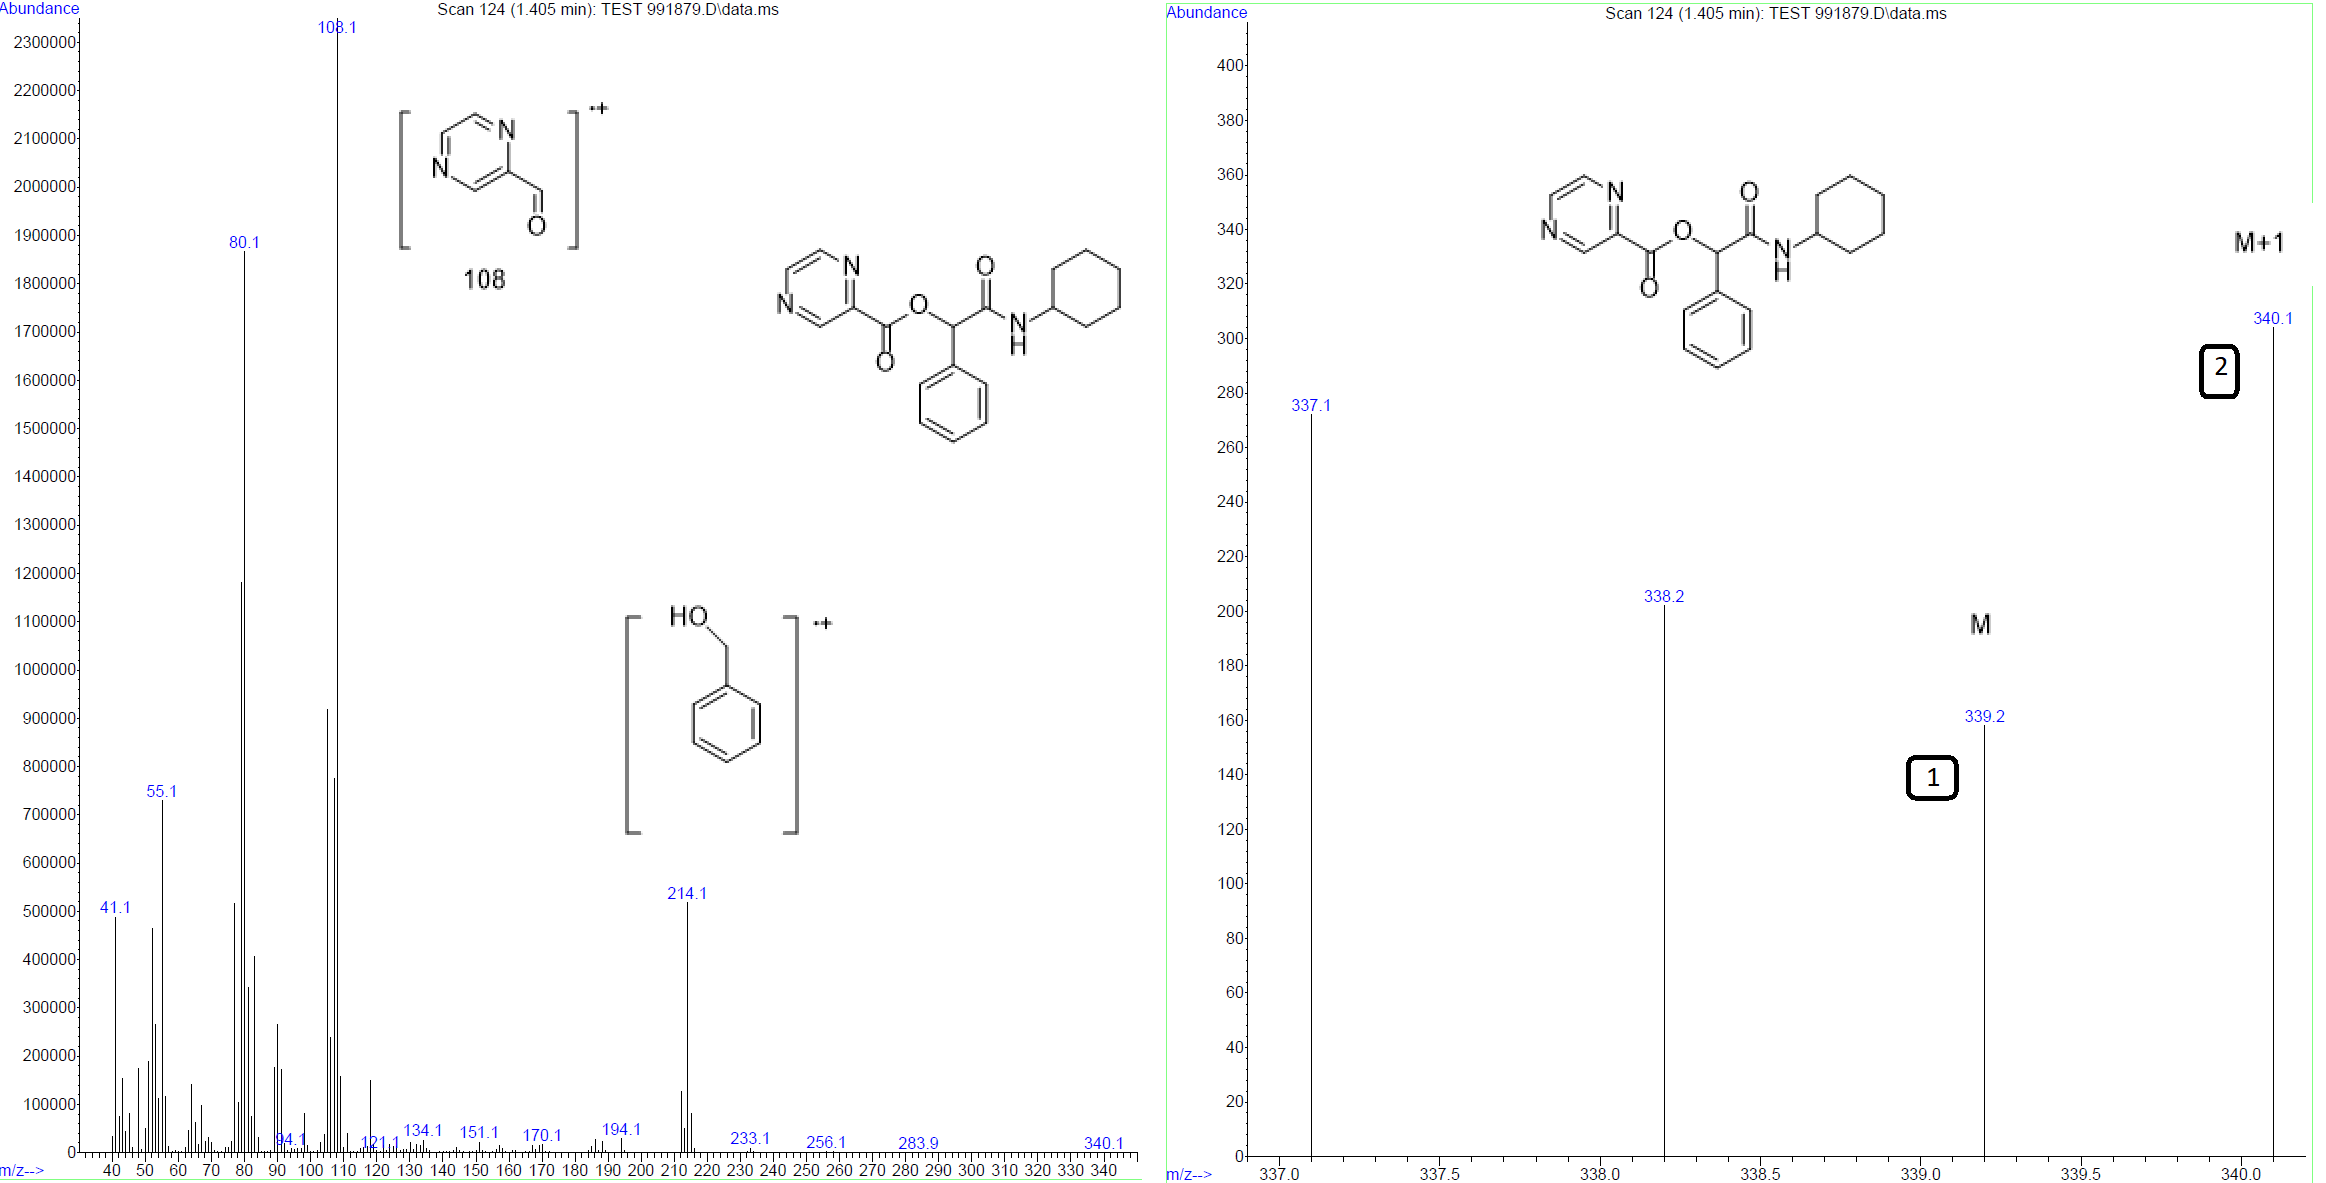 Abundance
Scan 124 (1.405 min): TEST 991879.D\data.ms
2300000
2200000
2100000
2000000
1900000
1800000
1700000
1600000
1500000
1400000
1300000
1200000
1100000
1000000
900000
800000
700000
600000
500000
400000
300000
200000
100000
0
m/z-->
40 50 60 70 80 90 100 110 120 130 140 150 160 170 180 190 200 210 220 230 240 250 260 270 280 290 300 310 320 330 340
108.1
80.1
55.1
41.1
214.1
94.1
121.1
134.1
151.1
170.1
194.1
233.1
256.1
283.9
340.1
N
N
O
·+
108
N
N
O
O
O
N
H
HO
·+
Abundance
Scan 124 (1.405 min): TEST 991879.D\data.ms
400
380
360
340
320
300
280
260
240
220
200
180
160
140
120
100
80
60
40
20
0
m/z-->
337.0 337.5 338.0 338.5 339.0 339.5 340.0
N
N
O
O
O
N
H
M+1
340.1
2
337.1
338.2
M
339.2
1